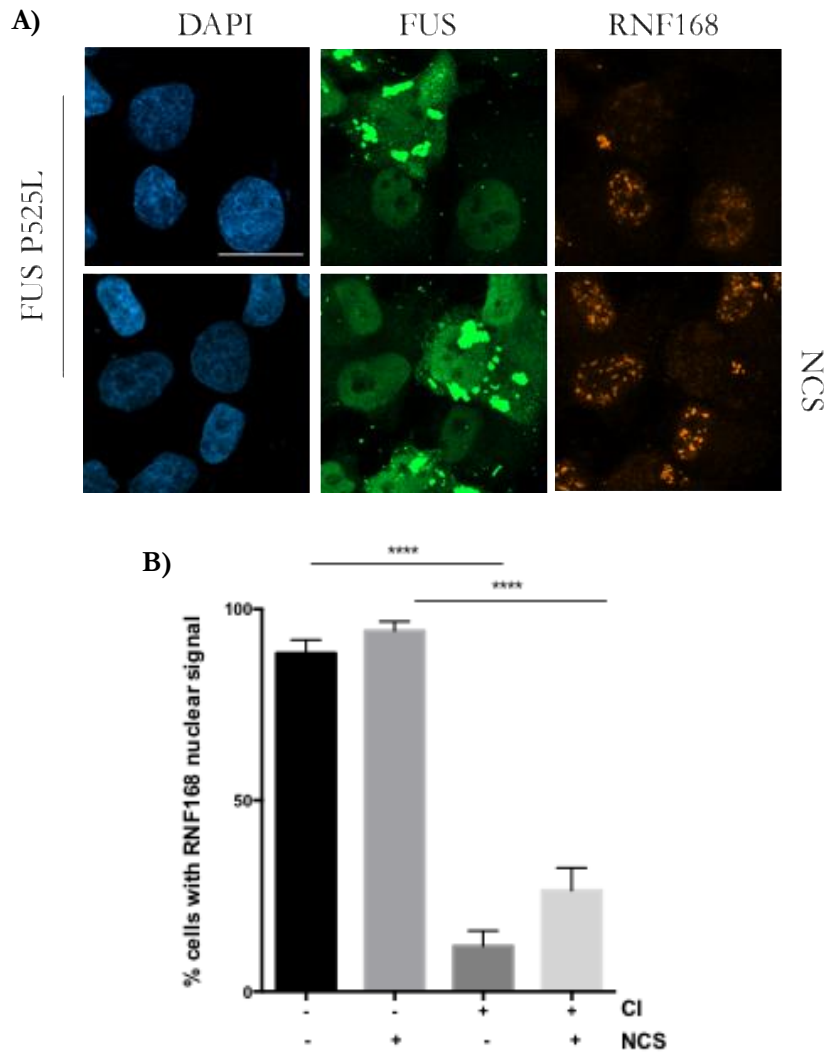 A)
DAPI FUS RNF168
FUS P525L
NCS
B)
****
****
% cells with RNF168 nuclear signal
100
50
0
- - + + CI
- + - + NCS